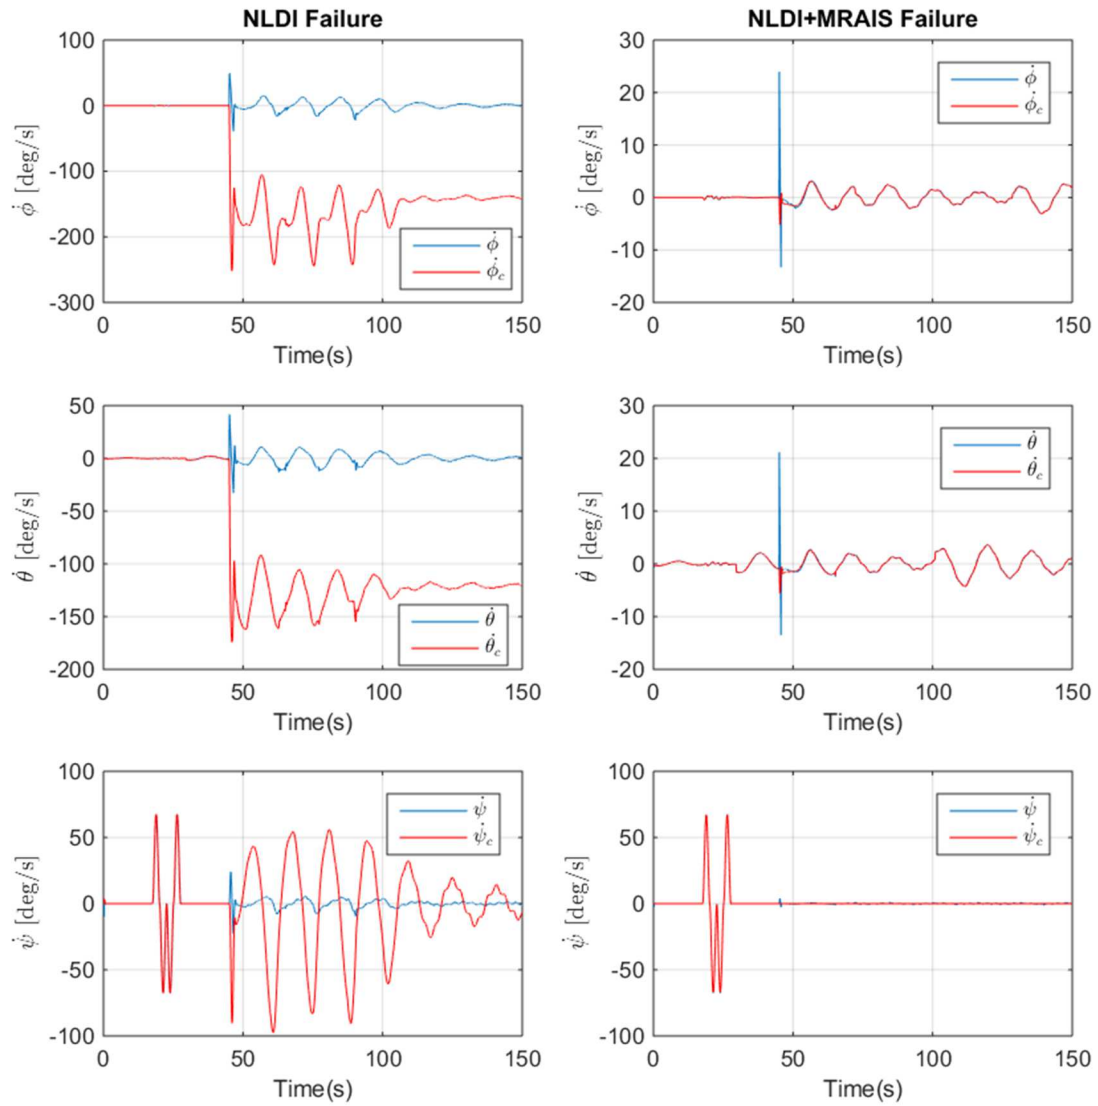 NLDI Failure
NLDI+MRAIS Failure
100
0
-100
-200
-300
ϕ̇ [deg/s]
ϕ̇
ϕ̇c
0 50 100 150
Time(s)
30
20
10
0
-10
-20
ϕ̇ [deg/s]
ϕ̇
ϕ̇c
0 50 100 150
Time(s)
50
0
-50
-100
-150
-200
θ̇ [deg/s]
θ̇
θ̇c
0 50 100 150
Time(s)
30
20
10
0
-10
-20
θ̇ [deg/s]
θ̇
θ̇c
0 50 100 150
Time(s)
100
50
0
-50
-100
ψ̇ [deg/s]
ψ̇
ψ̇c
0 50 100 150
Time(s)
100
50
0
-50
-100
ψ̇ [deg/s]
ψ̇
ψ̇c
0 50 100 150
Time(s)